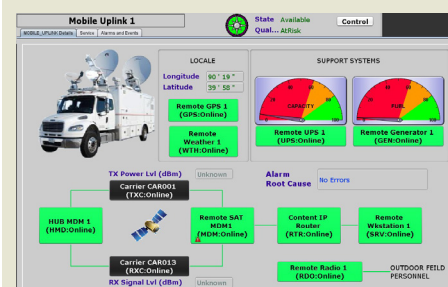 Mobile Uplink 1
State Available
Qual... AtRisk
Control
MOBILE_UPLINK Details Service Alarms and Events
LOCALE
Longitude 90 ° 19 "
Latitude 39 ° 58 "
Remote GPS 1
(GPS:Online)
Remote
Weather 1
(WTH:Online)
SUPPORT SYSTEMS
CAPACITY
FUEL
Remote UPS 1
(UPS:Online)
Remote Generator 1
(GEN:Online)
TX Power Lvl (dBm) Unknown
Carrier CAR001
(TXC:Online)
Alarm
Root Cause
No Errors
HUB MDM 1
(HMD:Online)
Remote SAT
MDM1
(MDM:Online)
Content IP
Router
(RTR:Online)
Remote
Wkstation 1
(SRV:Online)
Carrier CAR013
(RXC:Online)
RX Signal Lvl (dBm) Unknown
Remote Radio 1
(RDO:Online)
OUTDOOR FEILD
PERSONNEL